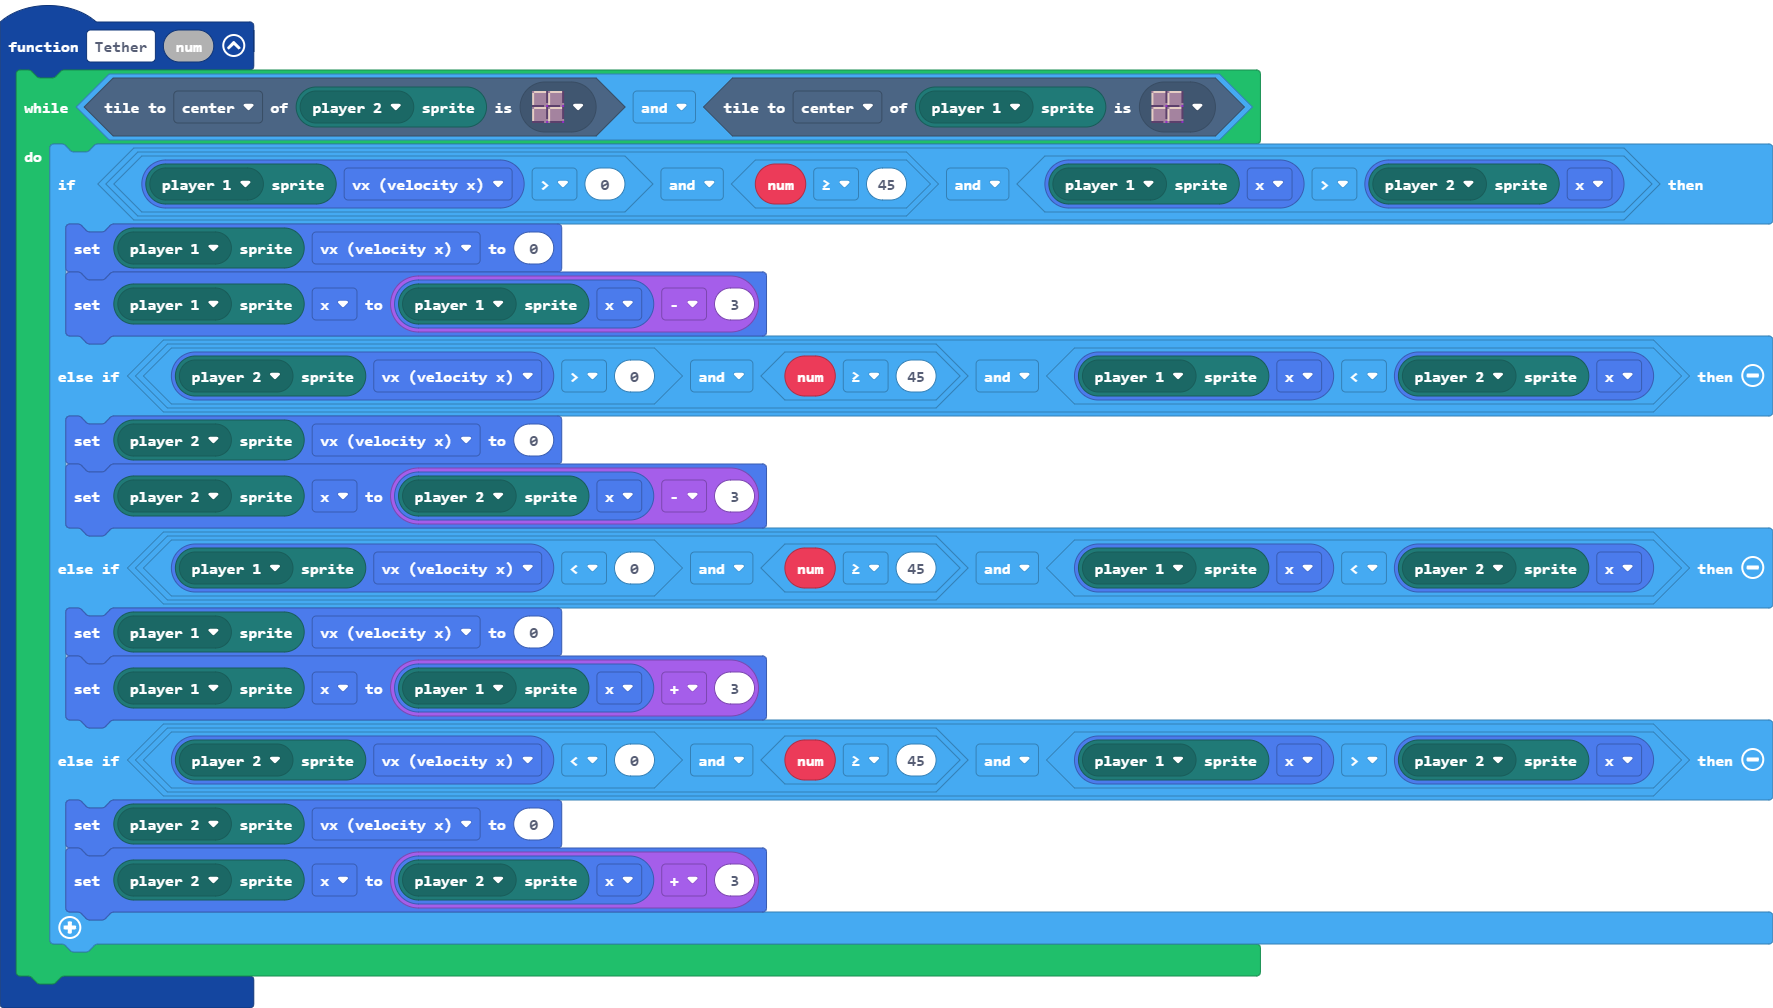 function Tether num
while tile to center of player 2 sprite is and tile to center of player 1 sprite is
do
if player 1 sprite vx (velocity x) > 0 and num ≥ 45 and player 1 sprite x > player 2 sprite x then
set player 1 sprite vx (velocity x) to 0
set player 1 sprite x to player 1 sprite x - 3
else if player 2 sprite vx (velocity x) > 0 and num ≥ 45 and player 1 sprite x < player 2 sprite x then
set player 2 sprite vx (velocity x) to 0
set player 2 sprite x to player 2 sprite x - 3
else if player 1 sprite vx (velocity x) < 0 and num ≥ 45 and player 1 sprite x < player 2 sprite x then
set player 1 sprite vx (velocity x) to 0
set player 1 sprite x to player 1 sprite x + 3
else if player 2 sprite vx (velocity x) < 0 and num ≥ 45 and player 1 sprite x > player 2 sprite x then
set player 2 sprite vx (velocity x) to 0
set player 2 sprite x to player 2 sprite x + 3